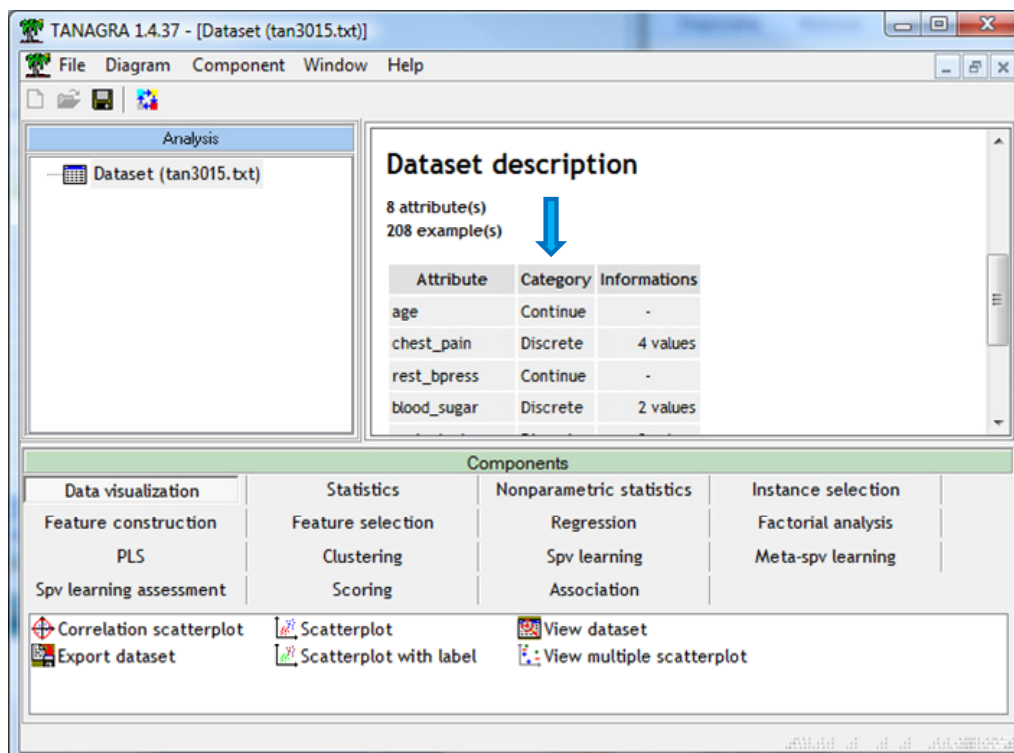 TANAGRA 1.4.37 - [Dataset (tan3015.txt)]
File Diagram Component Window Help
Analysis
Dataset (tan3015.txt)
Dataset description
8 attribute(s)
208 example(s)
Attribute Category Informations
age Continue -
chest_pain Discrete 4 values
rest_bpress Continue -
blood_sugar Discrete 2 values
Components
Data visualization Statistics Nonparametric statistics Instance selection
Feature construction Feature selection Regression Factorial analysis
PLS Clustering Spv learning Meta-spv learning
Spv learning assessment Scoring Association
Correlation scatterplot Scatterplot View dataset
Export dataset Scatterplot with label View multiple scatterplot